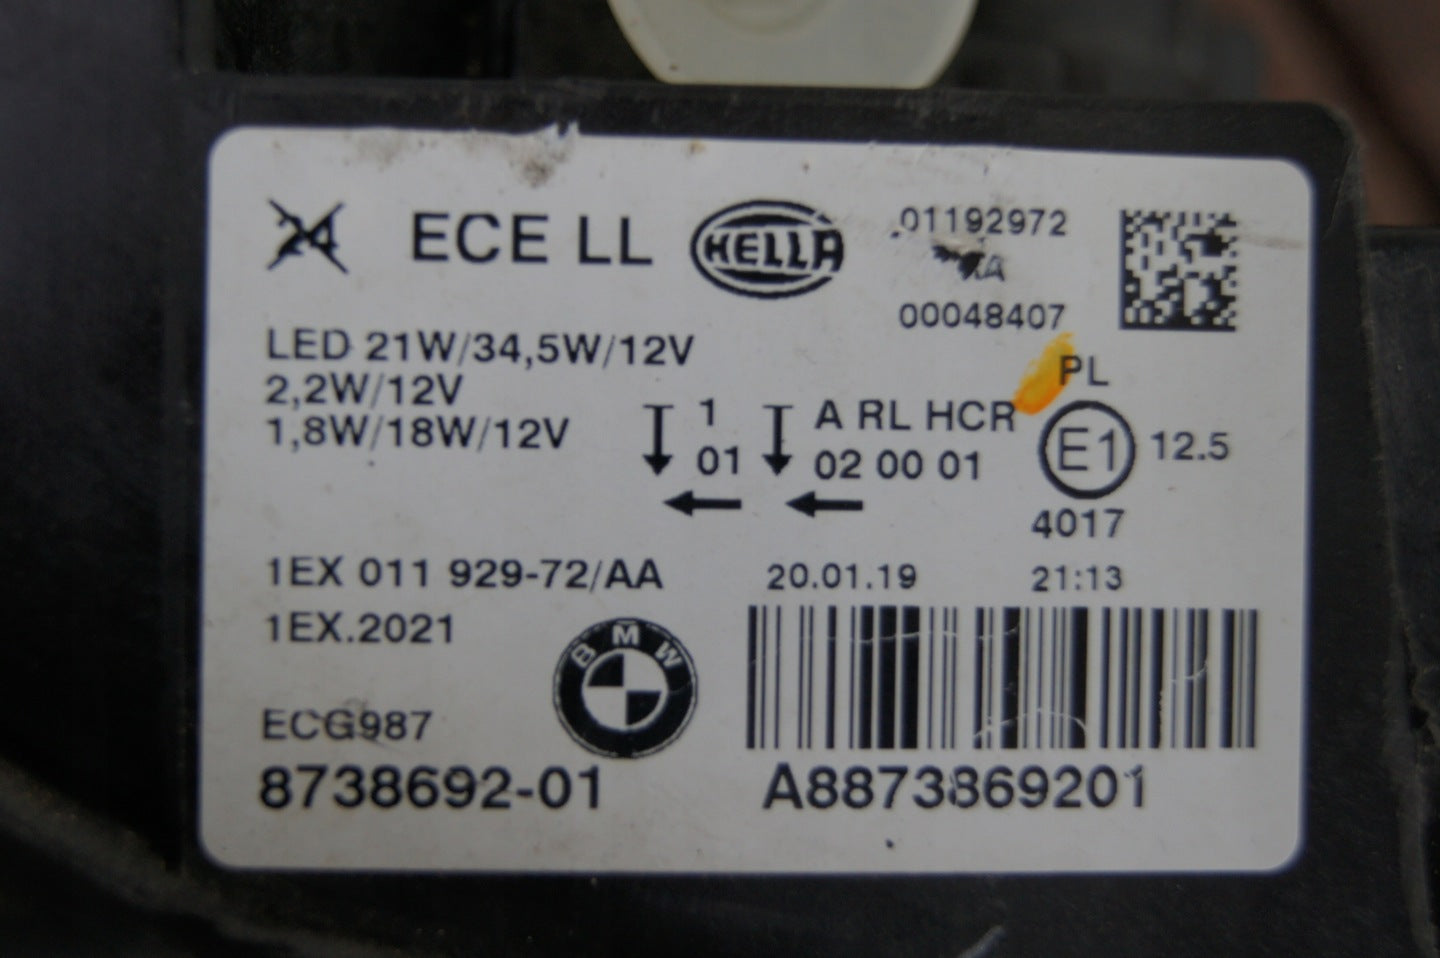 24 ECE LL HELLA 01192972
AA
00048407
LED 21W/34,5W/12V
2,2W/12V
1,8W/18W/12V
1 A RL HCR PL
01 02 00 01 E1 12.5
4017
1EX 011 929-72/AA 20.01.19 21:13
1EX.2021
BMW
ECG987
8738692-01 A8873869201